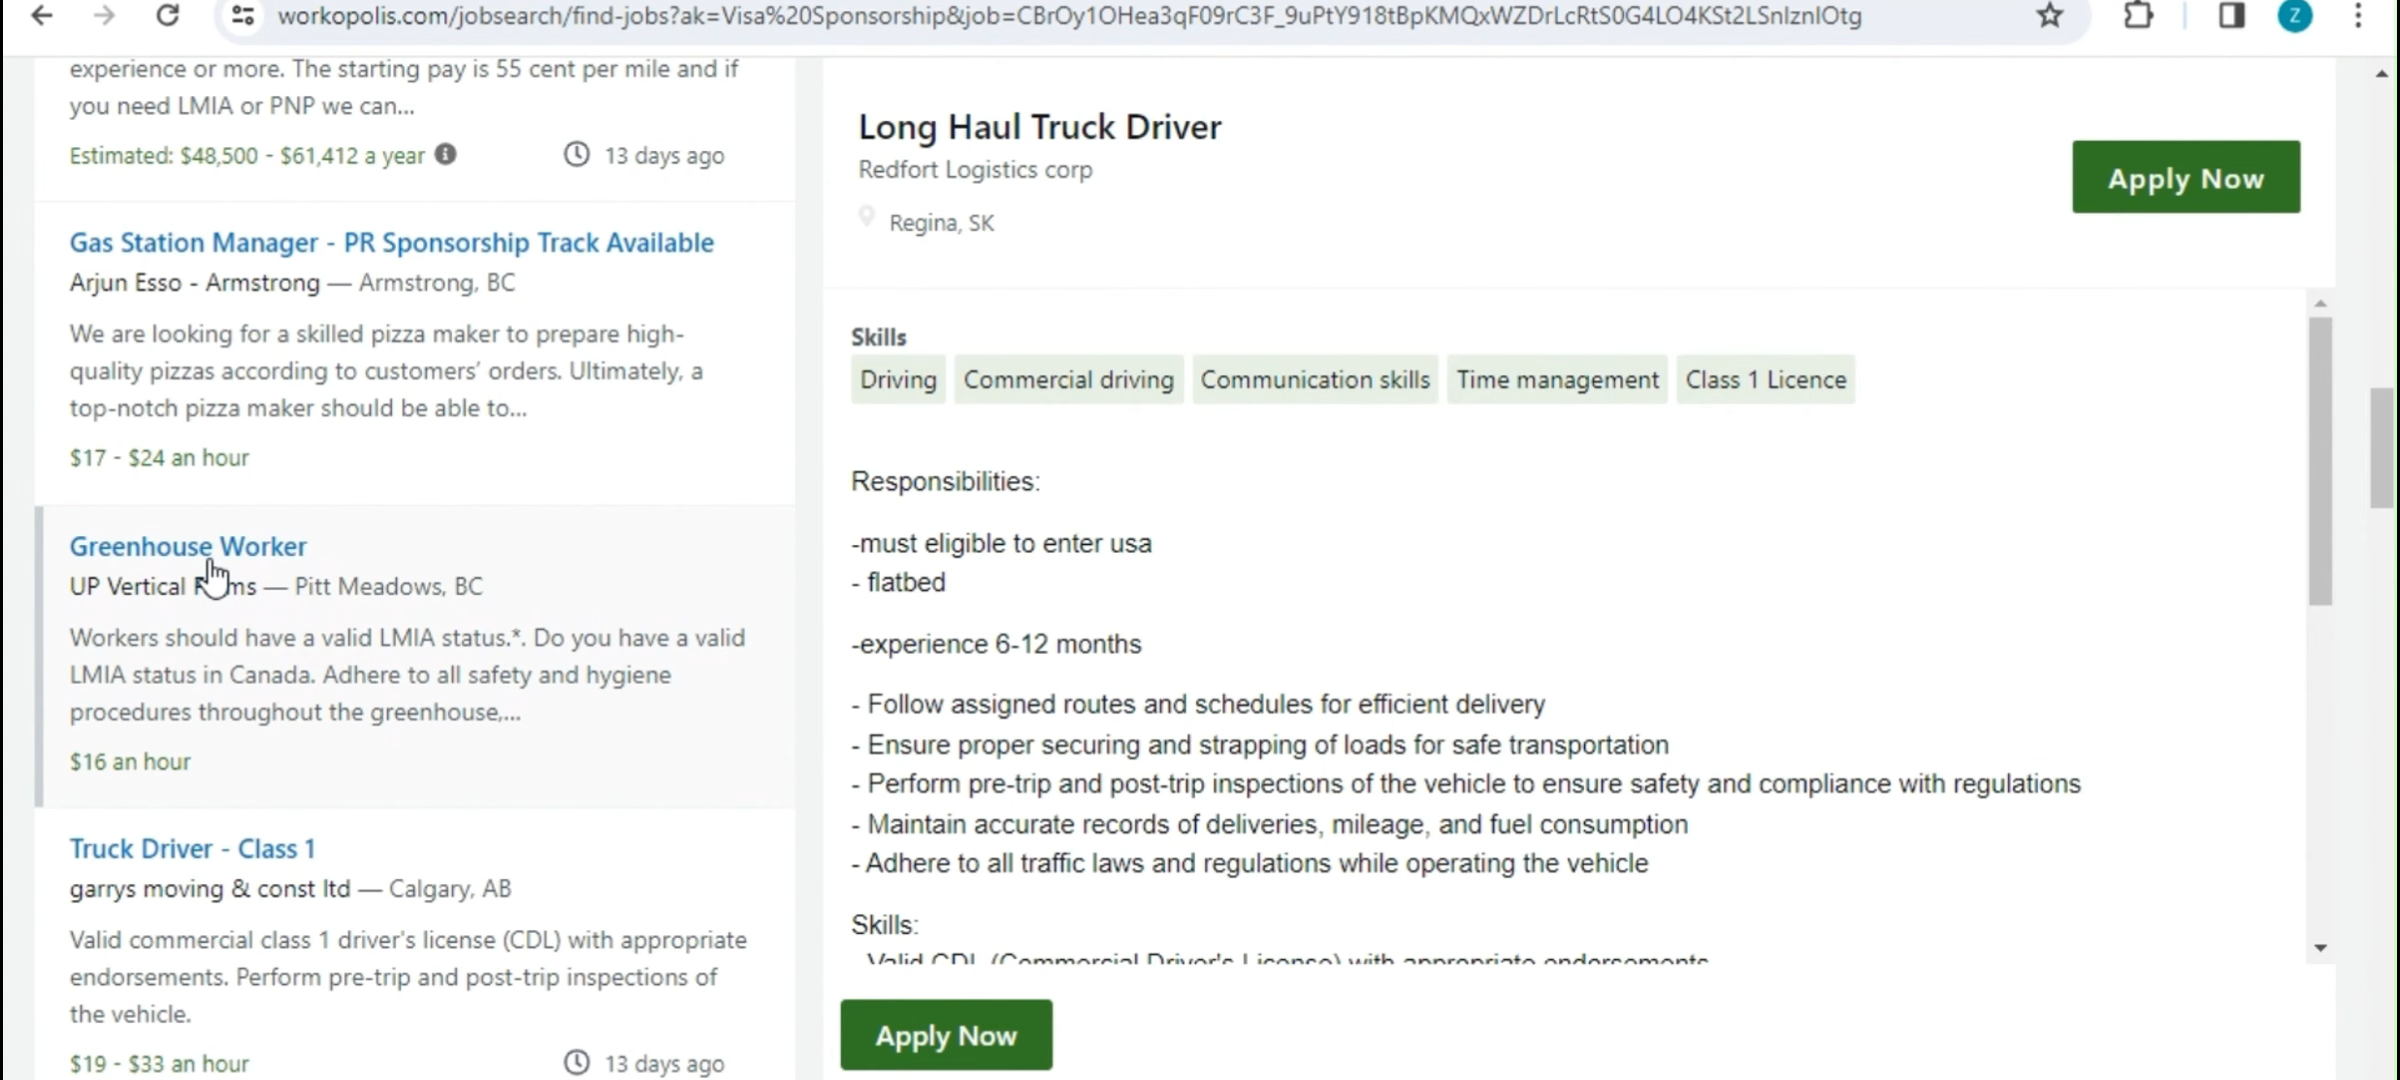 workopolis.com/jobsearch/find-jobs?ak=Visa%20Sponsorship&job=CBrOy1OHea3qF09rC3F_9uPtY918tBpKMQxWZDrLcRtS0G4LO4KSt2LSnIznIOtg
Z
experience or more. The starting pay is 55 cent per mile and if
you need LMIA or PNP we can...
Estimated: $48,500 - $61,412 a year
13 days ago
Gas Station Manager - PR Sponsorship Track Available
Arjun Esso - Armstrong — Armstrong, BC
We are looking for a skilled pizza maker to prepare high-
quality pizzas according to customers’ orders. Ultimately, a
top-notch pizza maker should be able to...
$17 - $24 an hour
Greenhouse Worker
UP Vertical — Pitt Meadows, BC
Workers should have a valid LMIA status.*. Do you have a valid
LMIA status in Canada. Adhere to all safety and hygiene
procedures throughout the greenhouse,...
$16 an hour
Truck Driver - Class 1
garrys moving & const ltd — Calgary, AB
Valid commercial class 1 driver's license (CDL) with appropriate
endorsements. Perform pre-trip and post-trip inspections of
the vehicle.
$19 - $33 an hour
13 days ago
Long Haul Truck Driver
Redfort Logistics corp
Regina, SK
Apply Now
Skills
Driving Commercial driving Communication skills Time management Class 1 Licence
Responsibilities:
-must eligible to enter usa
- flatbed
-experience 6-12 months
- Follow assigned routes and schedules for efficient delivery
- Ensure proper securing and strapping of loads for safe transportation
- Perform pre-trip and post-trip inspections of the vehicle to ensure safety and compliance with regulations
- Maintain accurate records of deliveries, mileage, and fuel consumption
- Adhere to all traffic laws and regulations while operating the vehicle
Skills:
Valid CDL (Commercial Driver's License) with appropriate endorsements
Apply Now